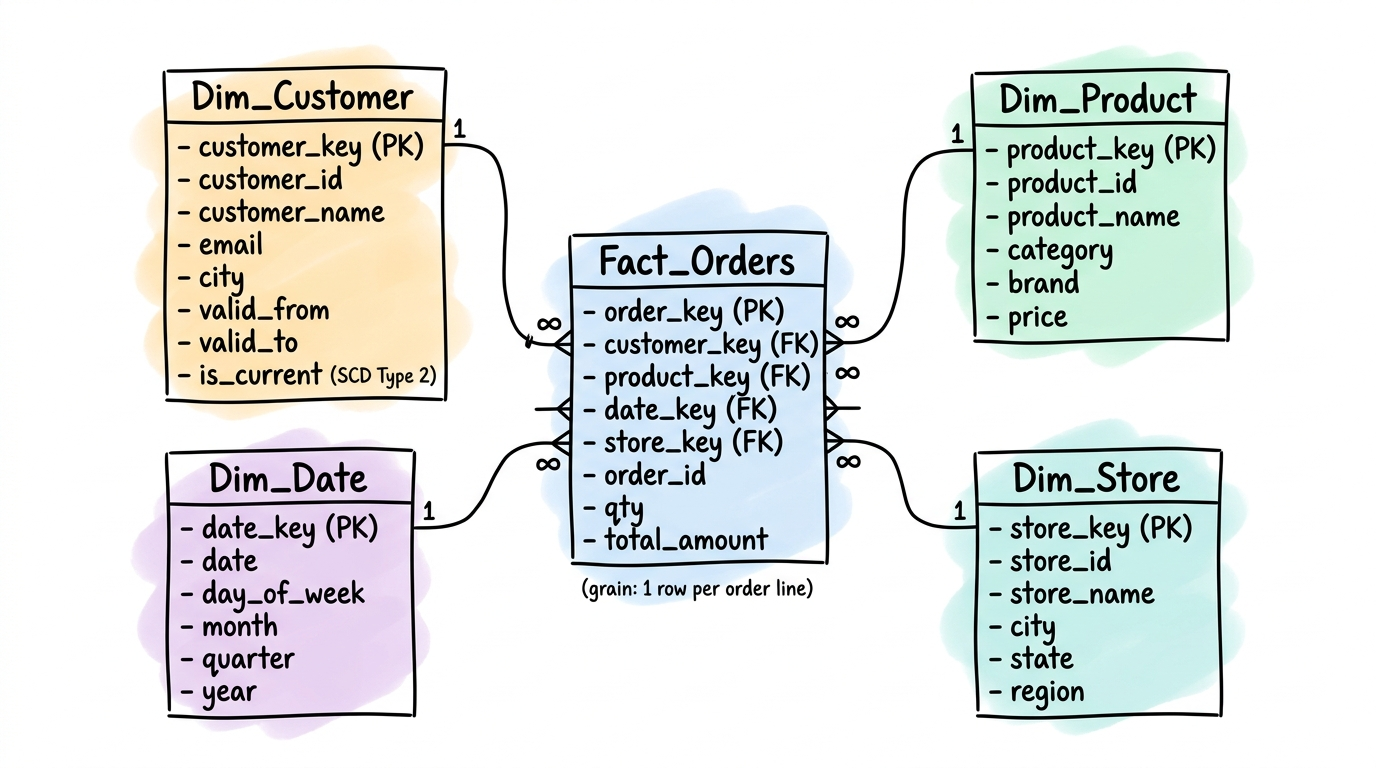 Dim_Customer
1
- customer_key (PK)
- customer_id
- customer_name
- email
- city
- valid_from
- valid_to
- is_current (SCD Type 2)
Dim_Product
1
- product_key (PK)
- product_id
- product_name
- category
- brand
- price
Fact_Orders
- order_key (PK)
∞
∞
- customer_key (FK)
- product_key (FK)
∞
- date_key (FK)
- store_key (FK)
∞
∞
- order_id
- qty
- total_amount
(grain: 1 row per order line)
Dim_Date
1
- date_key (PK)
- date
- day_of_week
- month
- quarter
- year
Dim_Store
1
- store_key (PK)
- store_id
- store_name
- city
- state
- region